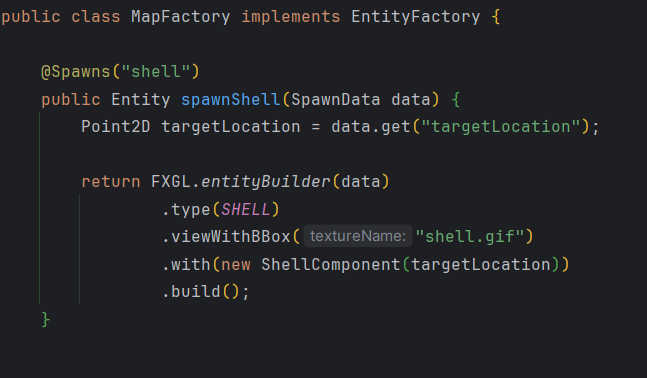 public class MapFactory implements EntityFactory {
@Spawns("shell")
public Entity spawnShell(SpawnData data) {
Point2D targetLocation = data.get("targetLocation");
return FXGL.entityBuilder(data)
.type(SHELL)
.viewWithBBox( textureName: "shell.gif")
.with(new ShellComponent(targetLocation))
.build();
}